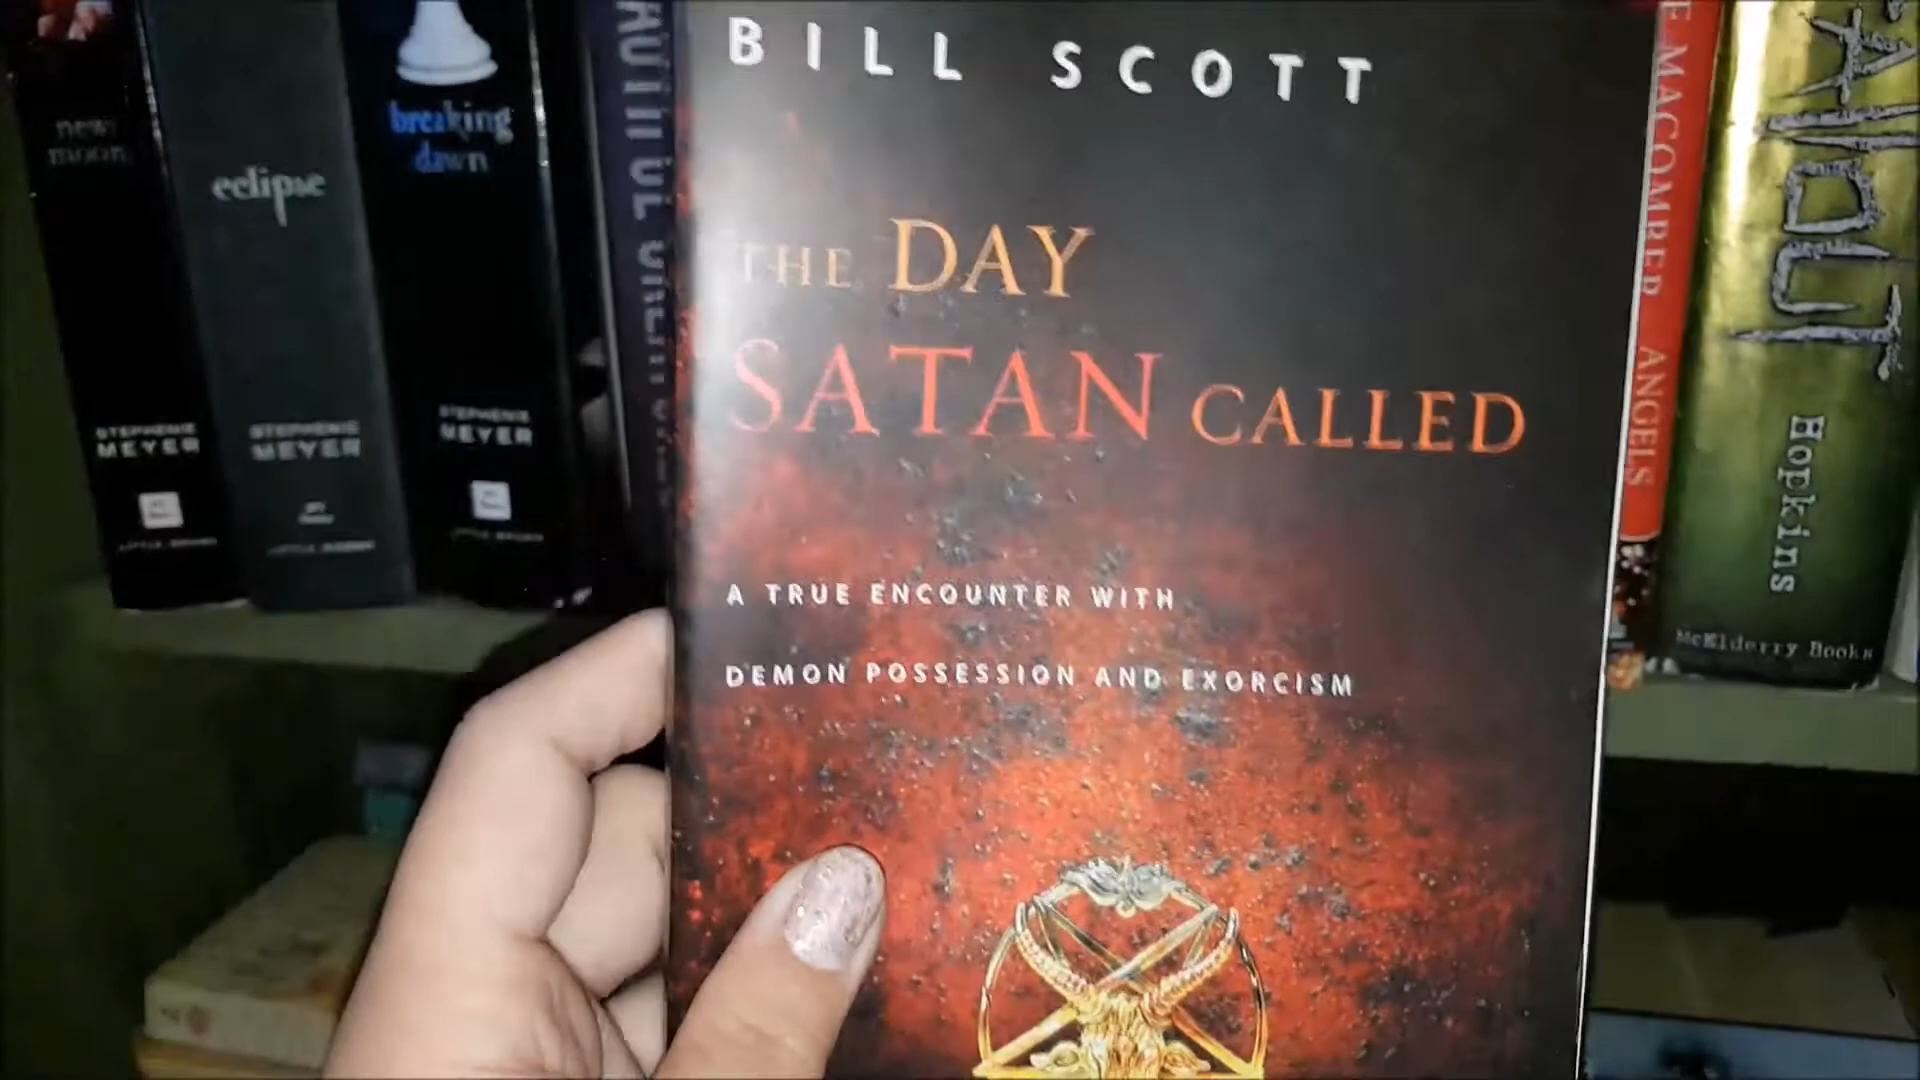 BILL SCOTT
THE DAY
SATAN CALLED
A TRUE ENCOUNTER WITH
DEMON POSSESSION AND EXORCISM
new
moon
STEPHENIE
MEYER
eclipse
STEPHENIE
MEYER
breaking
dawn
STEPHENIE
MEYER
MACOMBER ANGELS
Hopkins
McElderry Books